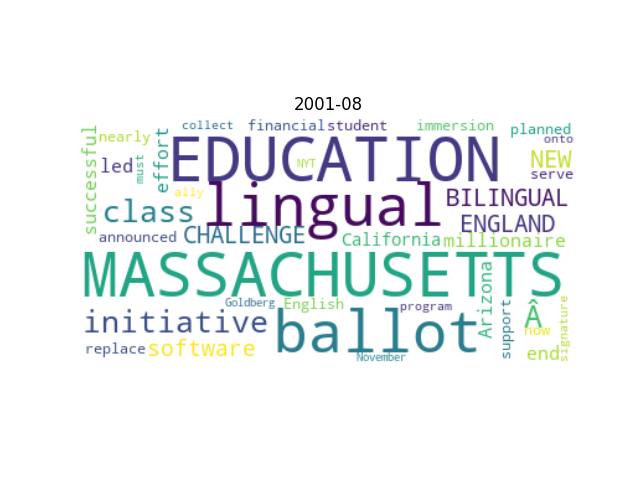 2001-08
collect financial student immersion planned
nearly onto
successful led must effort EDUCATION NYT NEW
serve
ally lingual BILINGUAL
class ENGLAND
announced CHALLENGE California millionaire
MASSACHUSETTS
Goldberg English program Arizona
initiative ballot support Â now signature
replace software November end